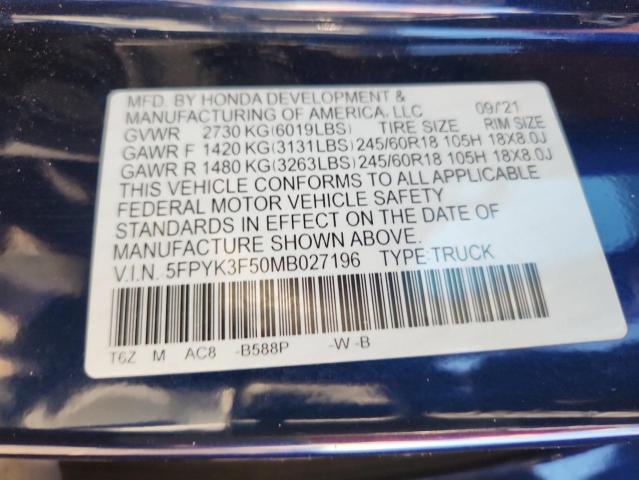 MFD. BY HONDA DEVELOPMENT &
MANUFACTURING OF AMERICA, LLC 09/21
GVWR 2730 KG(6019LBS) TIRE SIZE RIM SIZE
GAWR F 1420 KG(3131LBS) 245/60R18 105H 18X8.0J
GAWR R 1480 KG(3263LBS) 245/60R18 105H 18X8.0J
THIS VEHICLE CONFORMS TO ALL APPLICABLE
FEDERAL MOTOR VEHICLE SAFETY
STANDARDS IN EFFECT ON THE DATE OF
MANUFACTURE SHOWN ABOVE.
V.I.N. 5FPYK3F50MB027196 TYPE:TRUCK
T6Z M AC8 -B588P -W -B